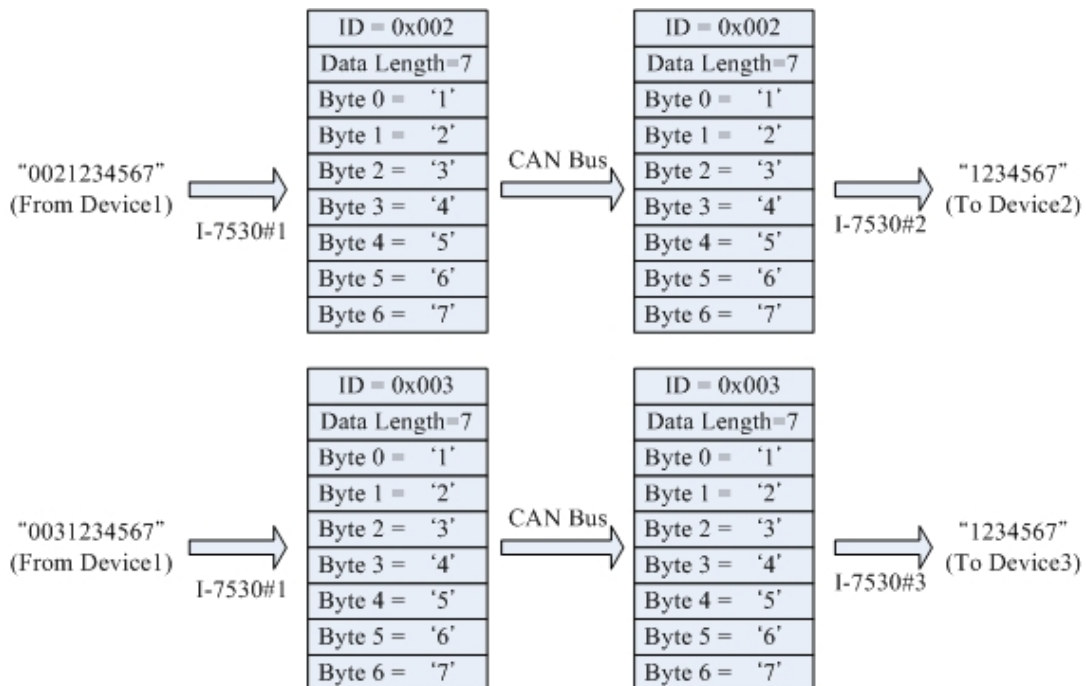 ID = 0x002
Data Length=7
Byte 0 = ‘1’
Byte 1 = ‘2’
Byte 2 = ‘3’
Byte 3 = ‘4’
Byte 4 = ‘5’
Byte 5 = ‘6’
Byte 6 = ‘7’
“0021234567”
(From Device1)
I-7530#1
CAN Bus
ID = 0x002
Data Length=7
Byte 0 = ‘1’
Byte 1 = ‘2’
Byte 2 = ‘3’
Byte 3 = ‘4’
Byte 4 = ‘5’
Byte 5 = ‘6’
Byte 6 = ‘7’
I-7530#2
“1234567”
(To Device2)
ID = 0x003
Data Length=7
Byte 0 = ‘1’
Byte 1 = ‘2’
Byte 2 = ‘3’
Byte 3 = ‘4’
Byte 4 = ‘5’
Byte 5 = ‘6’
Byte 6 = ‘7’
“0031234567”
(From Device1)
I-7530#1
CAN Bus
ID = 0x003
Data Length=7
Byte 0 = ‘1’
Byte 1 = ‘2’
Byte 2 = ‘3’
Byte 3 = ‘4’
Byte 4 = ‘5’
Byte 5 = ‘6’
Byte 6 = ‘7’
I-7530#3
“1234567”
(To Device3)